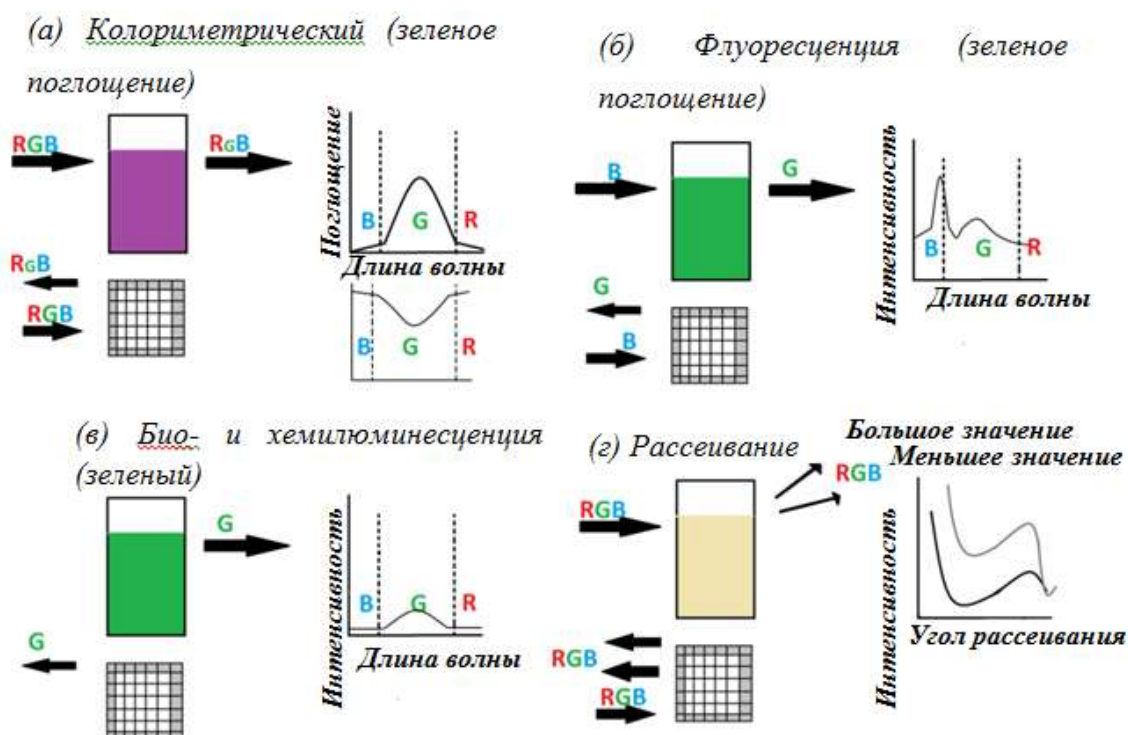 (а) Колориметрический (зеленое
поглощение)
RGB
RGB
Поглощение
B G R
Длина волны
RGB
RGB
B G R
(б) Флуоресценция (зеленое
поглощение)
B
G
Интенсивность
B G R
Длина волны
G
B
(в) Био- и хемилюминесценция
(зеленый)
G
Интенсивность
B G R
Длина волны
G
(г) Рассеивание
Большое значение
Меньшее значение
RGB
RGB
Интенсивность
Угол рассеивания
RGB
RGB